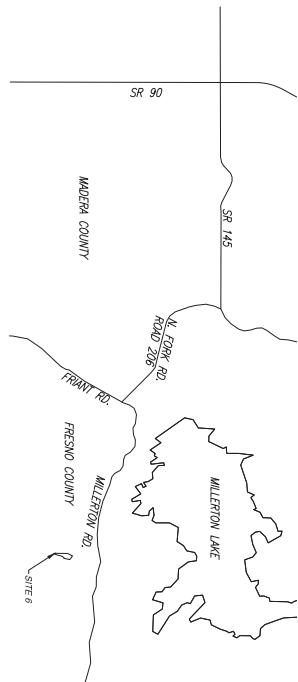 SR 90
SR 145
MADERA COUNTY
N. FORK RD.
ROAD 206
FRIANT RD.
FRESNO COUNTY
MILLERTON RD.
MILLERTON LAKE
SITE 6